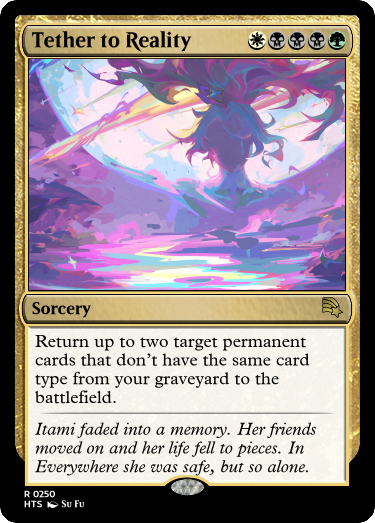 Tether to Reality
Sorcery
Return up to two target permanent
cards that don't have the same card
type from your graveyard to the
battlefield.
Itami faded into a memory. Her friends
moved on and her life fell to pieces. In
Everywhere she was safe, but so alone.
R 0250
HTS Su Fu